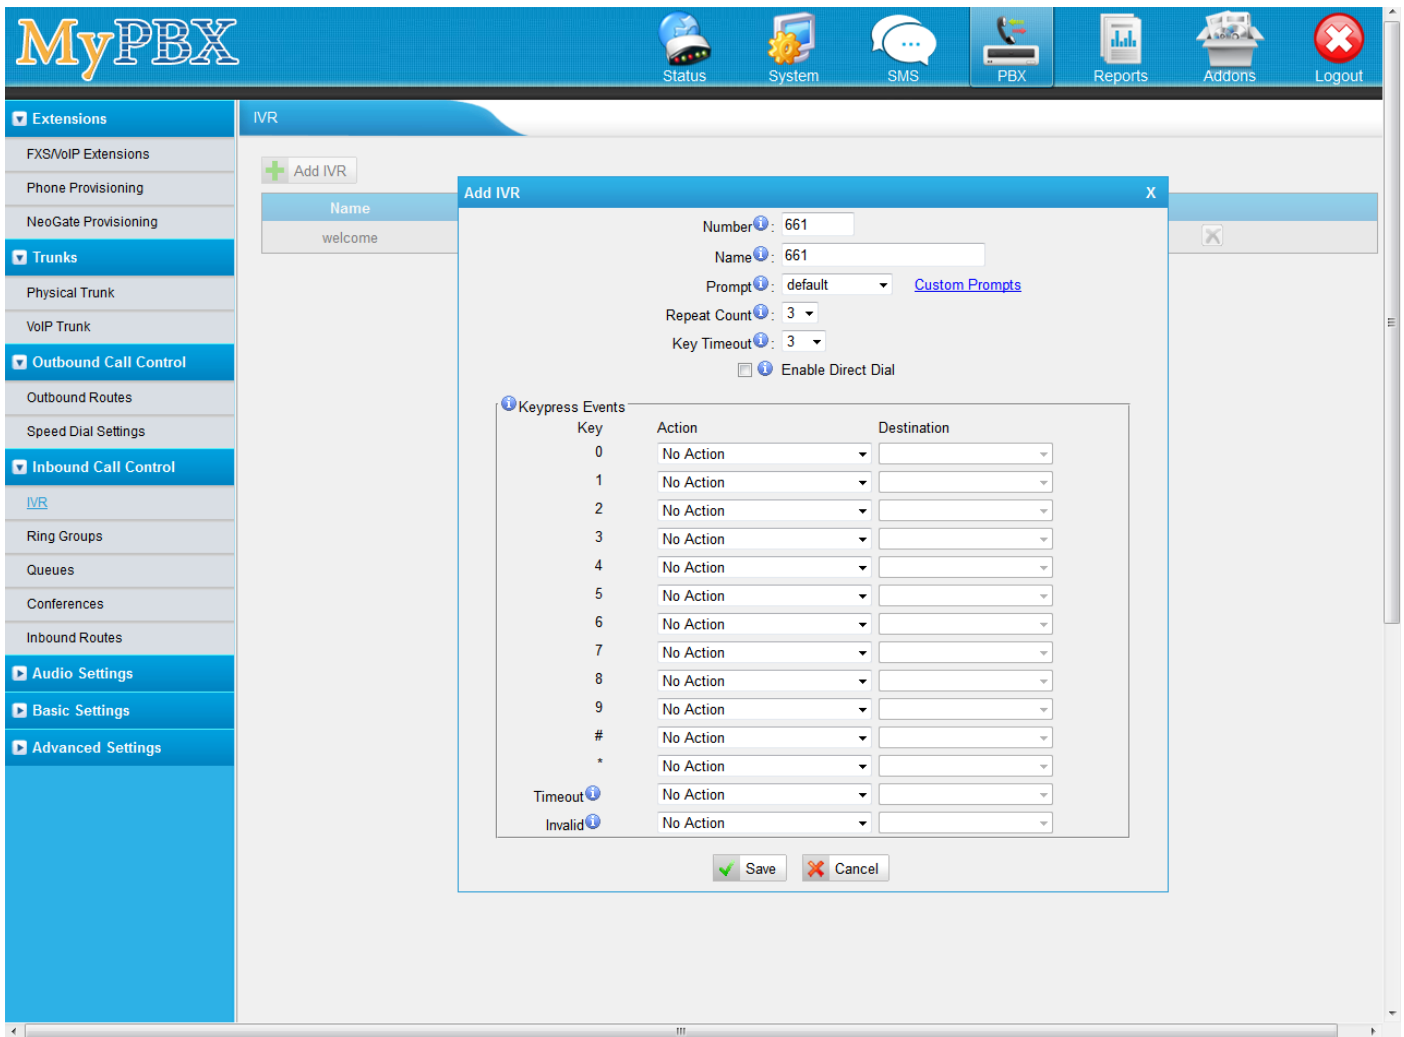 MyPBX
Status
System
SMS
PBX
Reports
Addons
Logout
Extensions
FXS/VoIP Extensions
Phone Provisioning
NeoGate Provisioning
Trunks
Physical Trunk
VoIP Trunk
Outbound Call Control
Outbound Routes
Speed Dial Settings
Inbound Call Control
IVR
Ring Groups
Queues
Conferences
Inbound Routes
Audio Settings
Basic Settings
Advanced Settings
IVR
Add IVR
Name
welcome
Add IVR X
Number : 661
Name : 661
Prompt : default Custom Prompts
Repeat Count : 3
Key Timeout : 3
Enable Direct Dial
Keypress Events
Key Action Destination
0 No Action
1 No Action
2 No Action
3 No Action
4 No Action
5 No Action
6 No Action
7 No Action
8 No Action
9 No Action
# No Action
* No Action
Timeout No Action
Invalid No Action
Save Cancel